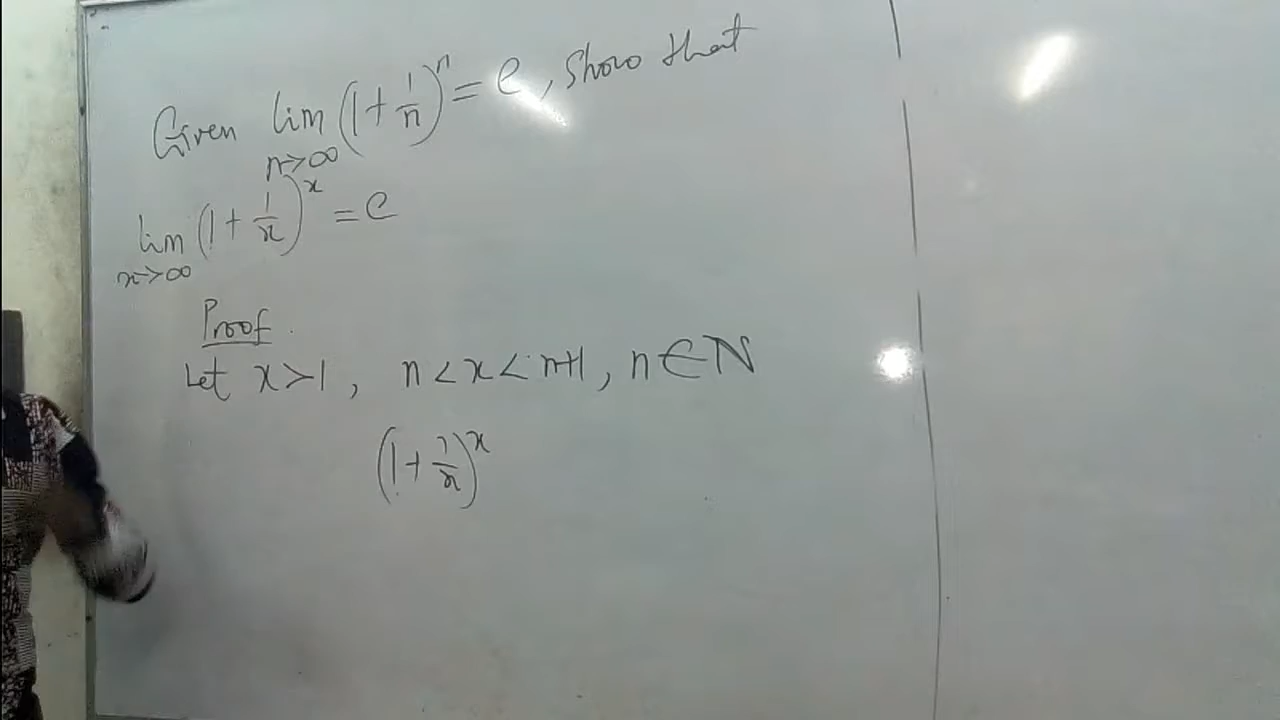 Given lim (1 + 1/n)^n = e, show that
n→∞
lim (1 + 1/x)^x = e
x→∞
Proof.
Let x > 1, n < x < n+1, n ∈ ℕ
(1 + 1/x)^x